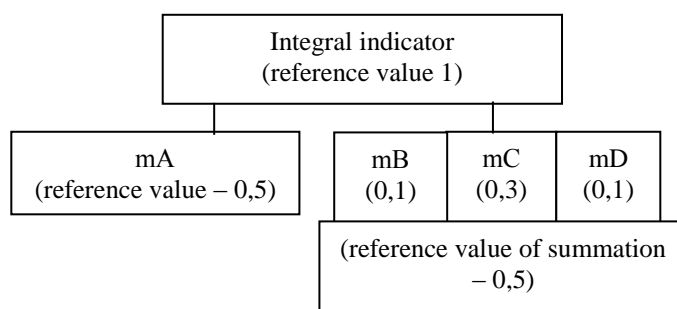 Integral indicator
(reference value 1)
mA
(reference value – 0,5)
mB
(0,1)
mC
(0,3)
mD
(0,1)
(reference value of summation
– 0,5)